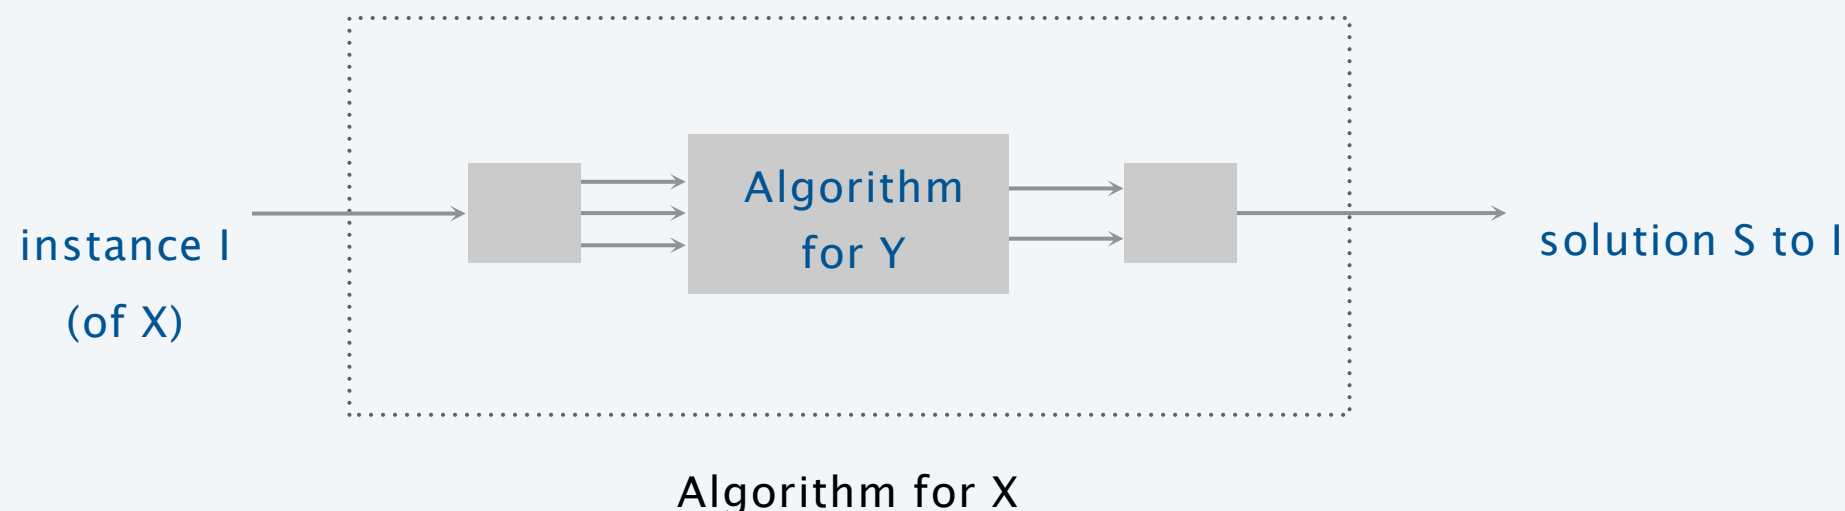 instance I
(of X)
Algorithm
for Y
solution S to I
Algorithm for X